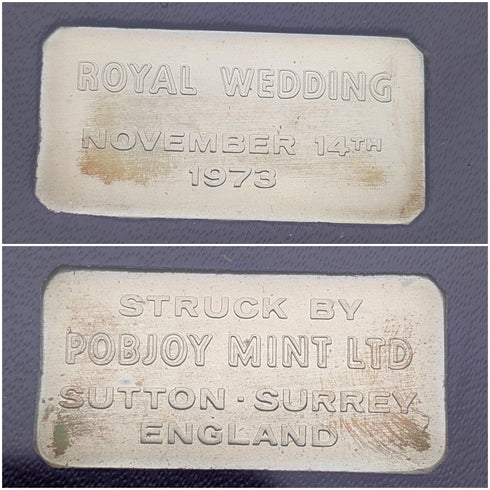 ROYAL WEDDING
NOVEMBER 14TH
1973
STRUCK BY
POBJOY MINT LTD
SUTTON · SURREY
ENGLAND